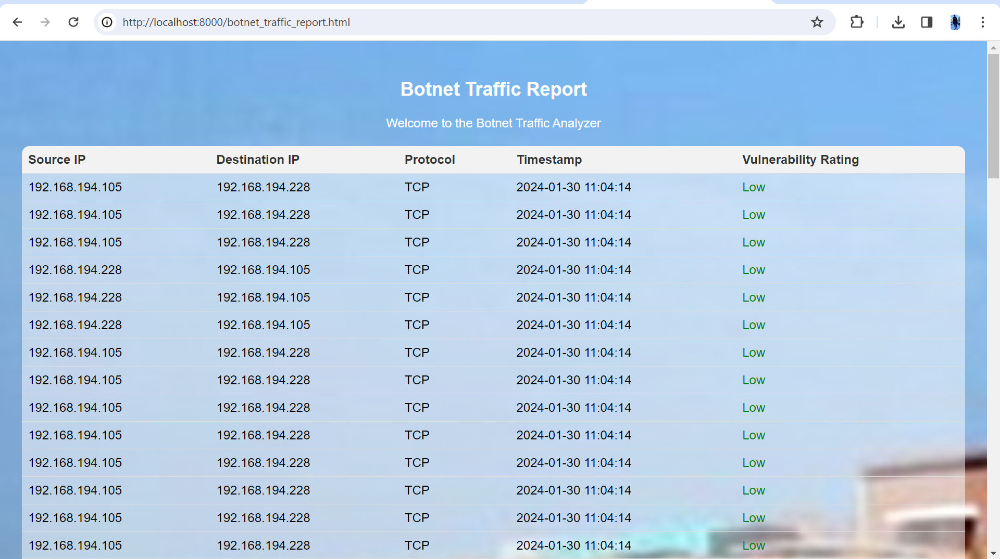 http://localhost:8000/botnet_traffic_report.html
Botnet Traffic Report
Welcome to the Botnet Traffic Analyzer
Source IP Destination IP Protocol Timestamp Vulnerability Rating
192.168.194.105 192.168.194.228 TCP 2024-01-30 11:04:14 Low
192.168.194.105 192.168.194.228 TCP 2024-01-30 11:04:14 Low
192.168.194.105 192.168.194.228 TCP 2024-01-30 11:04:14 Low
192.168.194.228 192.168.194.105 TCP 2024-01-30 11:04:14 Low
192.168.194.228 192.168.194.105 TCP 2024-01-30 11:04:14 Low
192.168.194.228 192.168.194.105 TCP 2024-01-30 11:04:14 Low
192.168.194.105 192.168.194.228 TCP 2024-01-30 11:04:14 Low
192.168.194.105 192.168.194.228 TCP 2024-01-30 11:04:14 Low
192.168.194.105 192.168.194.228 TCP 2024-01-30 11:04:14 Low
192.168.194.105 192.168.194.228 TCP 2024-01-30 11:04:14 Low
192.168.194.105 192.168.194.228 TCP 2024-01-30 11:04:14 Low
192.168.194.105 192.168.194.228 TCP 2024-01-30 11:04:14 Low
192.168.194.105 192.168.194.228 TCP 2024-01-30 11:04:14 Low
192.168.194.105 192.168.194.228 TCP 2024-01-30 11:04:14 Low